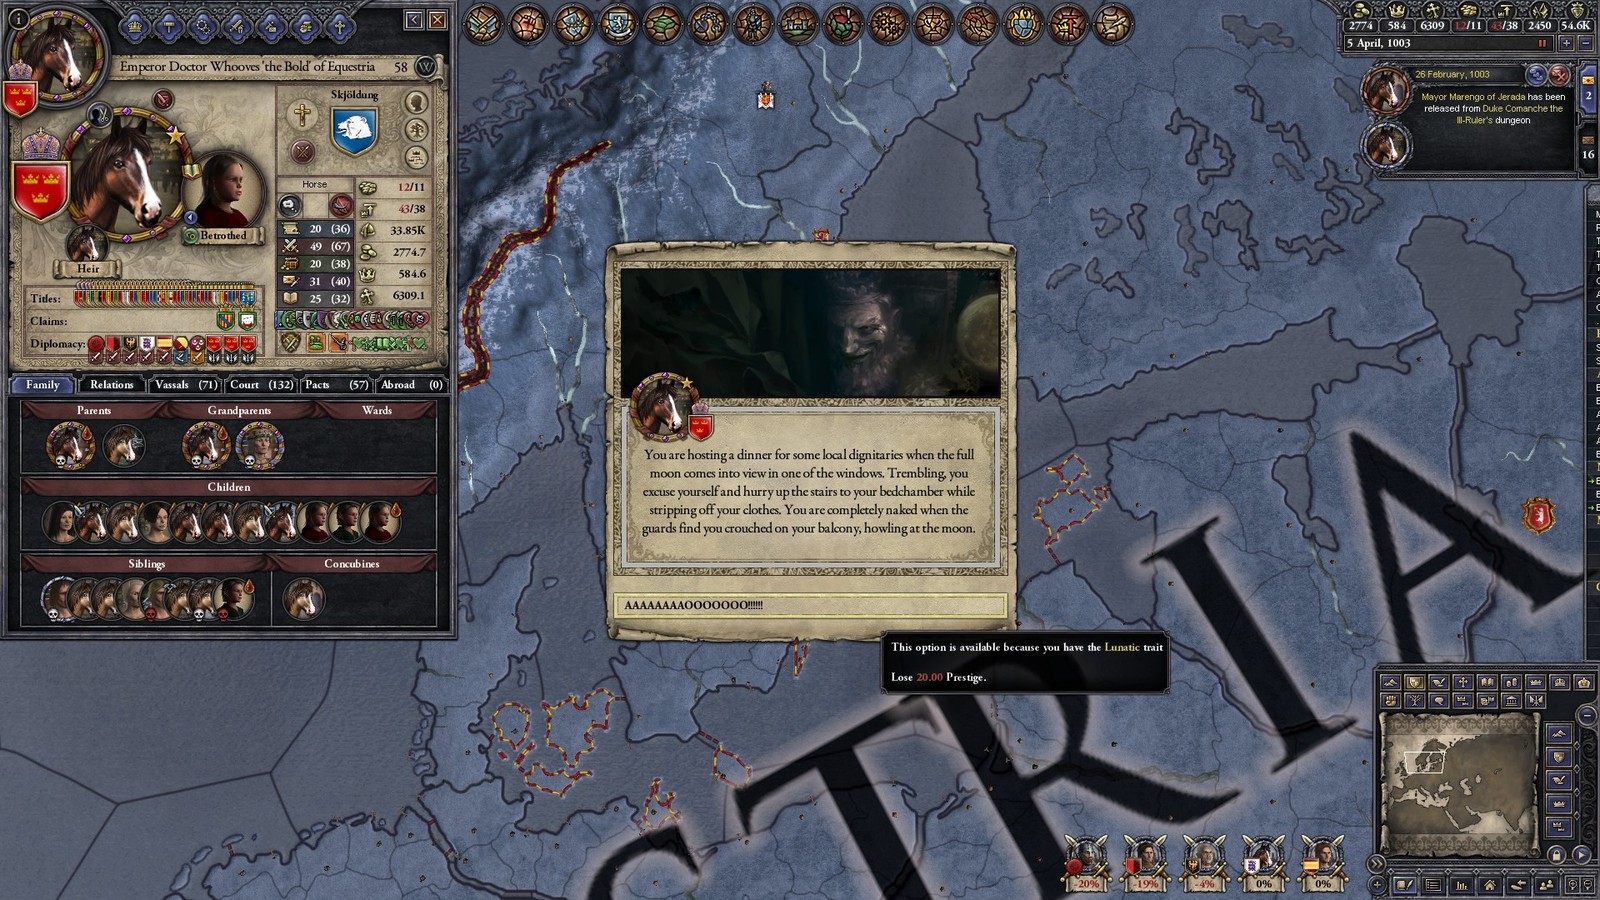 Emperor Doctor Whooves 'the Bold' of Equestria 58
Skjöldung
Horse
12/11
43/38
20 (36)
33.85K
49 (67)
2774.7
20 (38)
584.6
31 (40)
6309.1
25 (32)
Betrothed
Heir
Titles:
Claims:
Diplomacy:
Family
Relations
Vassals (71)
Court (132)
Pacts (57)
Abroad (0)
Parents
Grandparents
Wards
Children
Siblings
Concubines
You are hosting a dinner for some local dignitaries when the full
moon comes into view in one of the windows. Trembling, you
excuse yourself and hurry up the stairs to your bedchamber while
stripping off your clothes. You are completely naked when the
guards find you crouched on your balcony, howling at the moon.
AAAAAAAAOOOOOOO!!!!!!
This option is available because you have the Lunatic trait
Lose 20.00 Prestige.
2774 584 6309 12/11 43/38 2450 54.6K
5 April, 1003
26 February, 1003
Mayor Marengo of Jerada has been
released from Duke Comanche the
III-Ruler's dungeon
2
16
STRIA
-20%
-19%
-4%
0%
0%